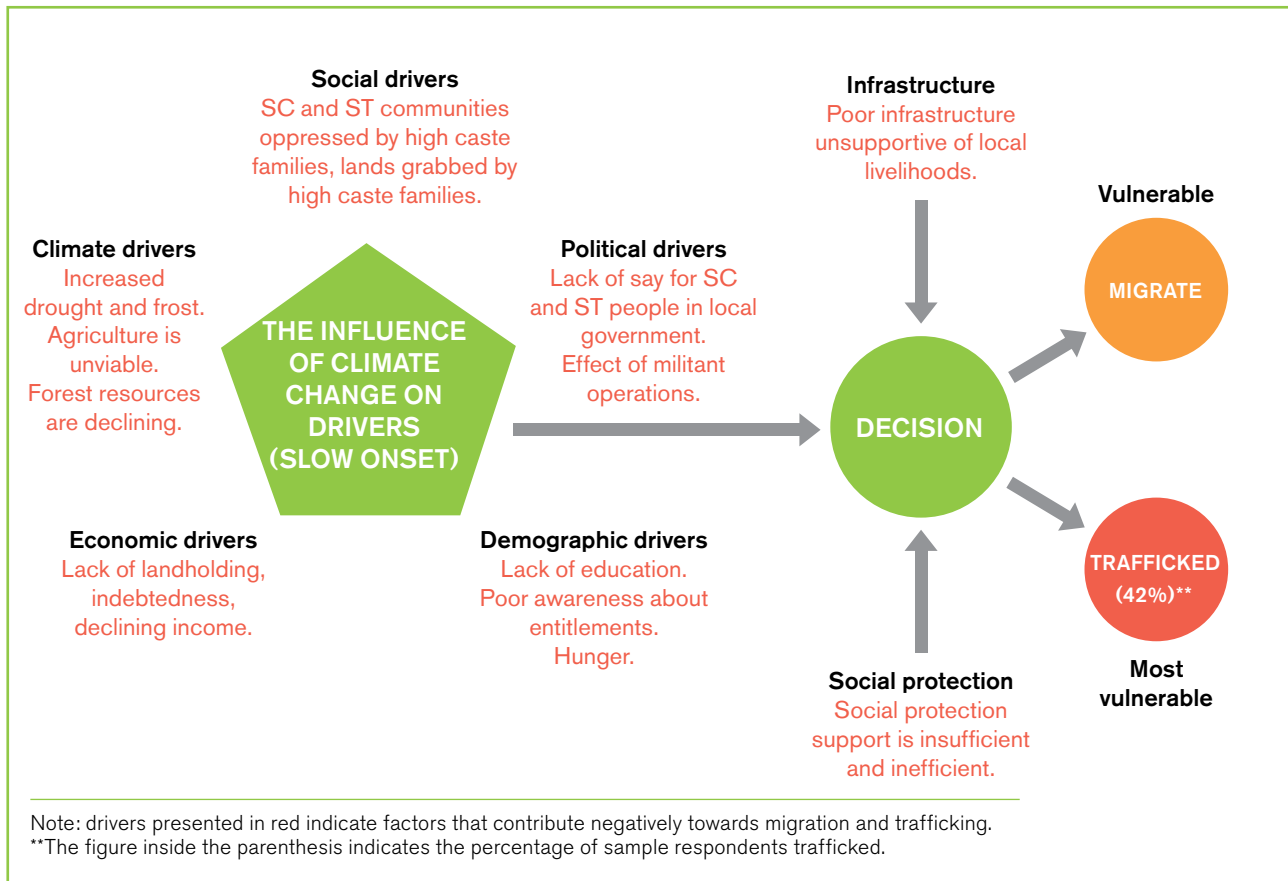 Social drivers
SC and ST communities
oppressed by high caste
families, lands grabbed by
high caste families.
Climate drivers
Increased
drought and frost.
Agriculture is
unviable.
Forest resources
are declining.
THE INFLUENCE
OF CLIMATE
CHANGE ON
DRIVERS
(SLOW ONSET)
Political drivers
Lack of say for SC
and ST people in local
government.
Effect of militant
operations.
Economic drivers
Lack of landholding,
indebtedness,
declining income.
Demographic drivers
Lack of education.
Poor awareness about
entitlements.
Hunger.
Infrastructure
Poor infrastructure
unsupportive of local
livelihoods.
DECISION
Social protection
Social protection
support is insufficient
and inefficient.
Vulnerable
MIGRATE
TRAFFICKED
(42%)**
Most
vulnerable
Note: drivers presented in red indicate factors that contribute negatively towards migration and trafficking.
**The figure inside the parenthesis indicates the percentage of sample respondents trafficked.